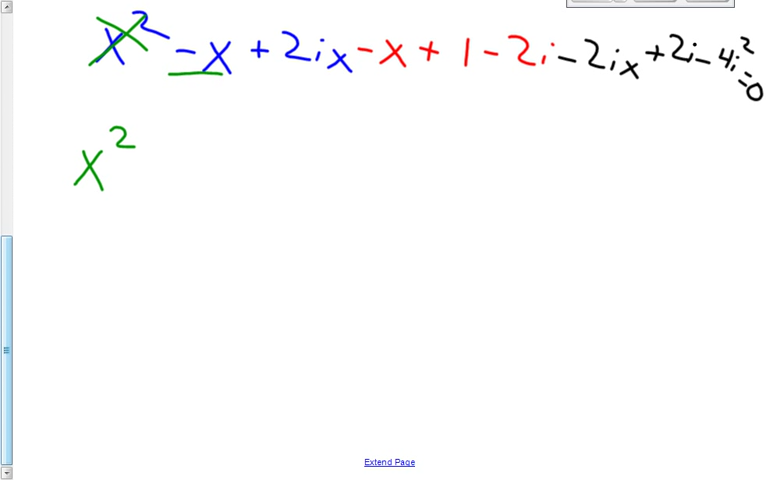 x² - x + 2ix - x + 1 - 2i - 2ix + 2i - 4i² = 0
x²
Extend Page